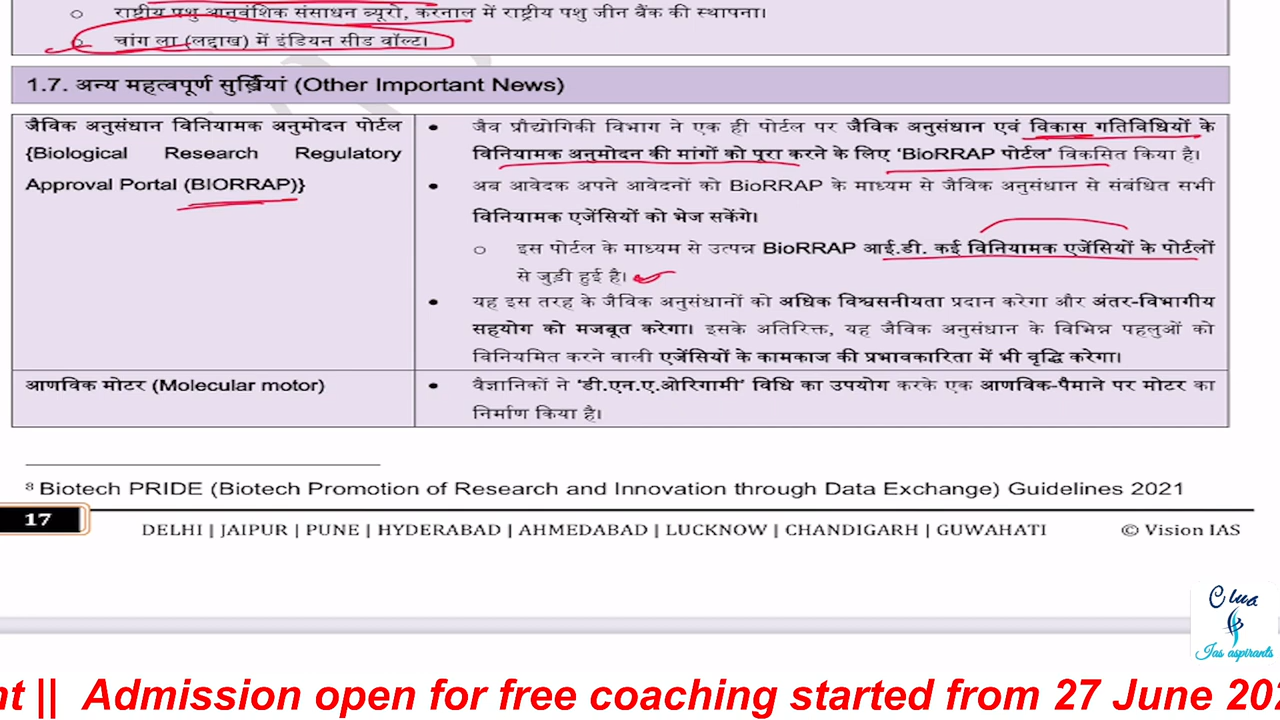 राष्ट्रीय पशु आनुवंशिक संसाधन ब्यूरो, करनाल में राष्ट्रीय पशु जीन बैंक की स्थापना।
चांग ला (लद्दाख) में इंडियन सीड वॉल्ट।
1.7. अन्य महत्वपूर्ण सुर्ख़ियां (Other Important News)
जैविक अनुसंधान विनियामक अनुमोदन पोर्टल
{Biological Research Regulatory
Approval Portal (BIORRAP)}
जैव प्रौद्योगिकी विभाग ने एक ही पोर्टल पर जैविक अनुसंधान एवं विकास गतिविधियों के
विनियामक अनुमोदन की मांगों को पूरा करने के लिए ‘BioRRAP पोर्टल’ विकसित किया है।
अब आवेदक अपने आवेदनों को BioRRAP के माध्यम से जैविक अनुसंधान से संबंधित सभी
विनियामक एजेंसियों को भेज सकेंगे।
इस पोर्टल के माध्यम से उत्पन्न BioRRAP आई.डी. कई विनियामक एजेंसियों के पोर्टलों
से जुड़ी हुई है।
यह इस तरह के जैविक अनुसंधानों को अधिक विश्वसनीयता प्रदान करेगा और अंतर-विभागीय
सहयोग को मजबूत करेगा। इसके अतिरिक्त, यह जैविक अनुसंधान के विभिन्न पहलुओं को
विनियमित करने वाली एजेंसियों के कामकाज की प्रभावकारिता में भी वृद्धि करेगा।
आणविक मोटर (Molecular motor)
वैज्ञानिकों ने ‘डी.एन.ए.ओरिगामी’ विधि का उपयोग करके एक आणविक-पैमाने पर मोटर का
निर्माण किया है।
8 Biotech PRIDE (Biotech Promotion of Research and Innovation through Data Exchange) Guidelines 2021
17
DELHI | JAIPUR | PUNE | HYDERABAD | AHMEDABAD | LUCKNOW | CHANDIGARH | GUWAHATI
© Vision IAS
Clue
Ias aspirants
nt || Admission open for free coaching started from 27 June 202